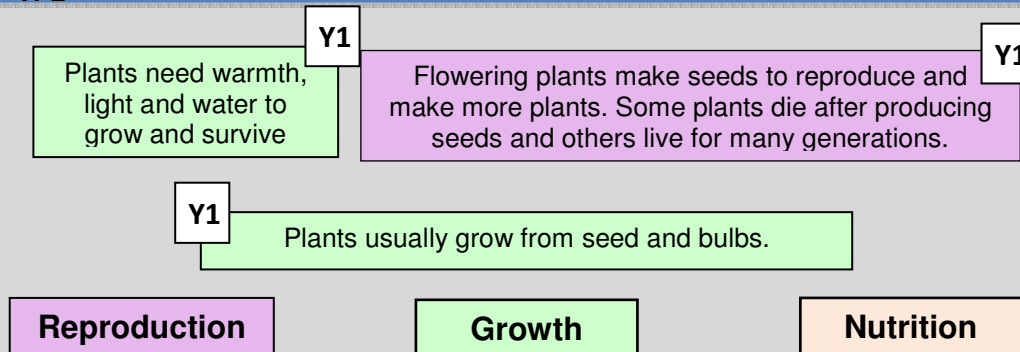 Y1
Plants need warmth,
light and water to
grow and survive
Y1
Flowering plants make seeds to reproduce and
make more plants. Some plants die after producing
seeds and others live for many generations.
Y1
Plants usually grow from seed and bulbs.
Reproduction
Growth
Nutrition